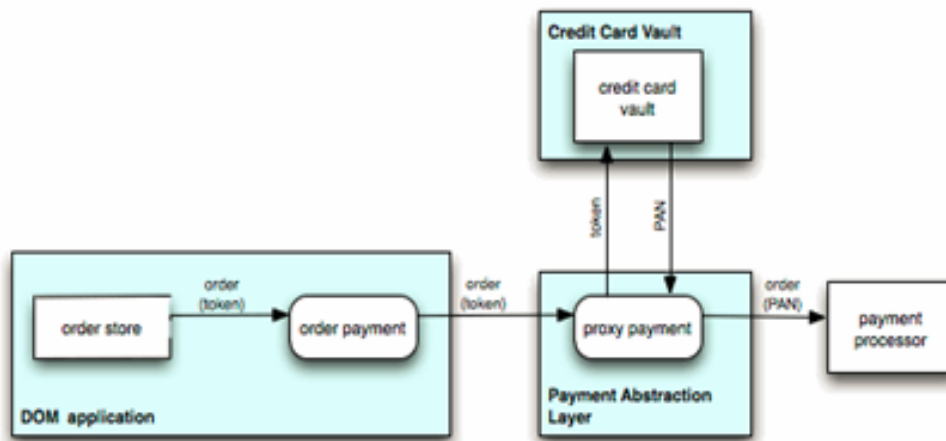 Credit Card Vault
credit card
vault
token
PAN
order
(token)
order
(token)
order
(PAN)
order store
order payment
proxy payment
payment
processor
DOM application
Payment Abstraction
Layer